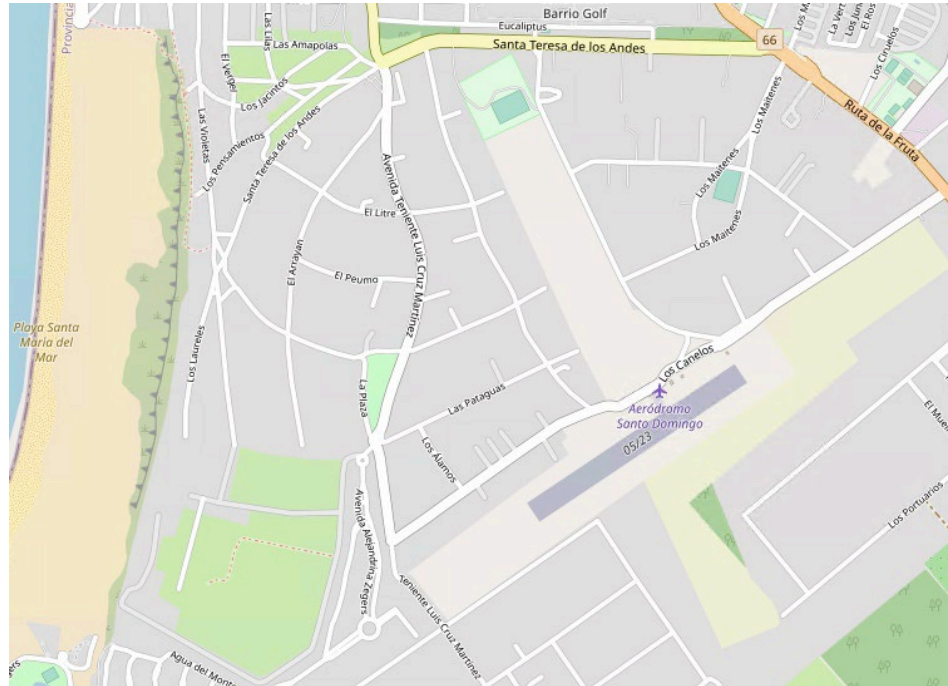 Barrio Golf
Eucaliptus
Santa Teresa de los Andes
66
Ruta de la Fruta
Los Ciruelos
Provincia
Las Lilas
Las Amapolas
El Vergel
Los Jacintos
Las Violetas
Los Pensamientos
Santa Teresa de los Andes
Avenida Teniente Luis Cruz Martínez
Los Maitenes
Los Maitenes
Los Maitenes
El Litre
El Arrayan
El Peumo
Playa Santa
María del
Mar
Los Laureles
La Plaza
Las Pataguas
Los Álamos
Los Canelos
Aeródromo
Santo Domingo
05/23
Los Portuarios
Avenida Alejandrina Zegers
Teniente Luis Cruz Martínez